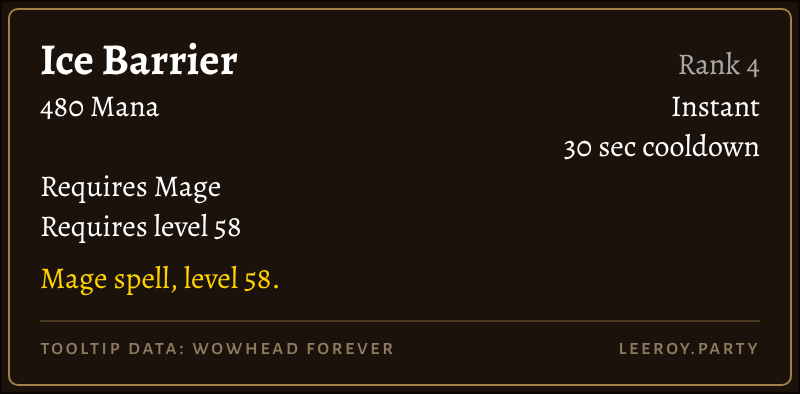 Ice Barrier
Rank 4
480 Mana
Instant
30 sec cooldown
Requires Mage
Requires level 58
Mage spell, level 58.
TOOLTIP DATA: WOWHEAD FOREVER
LEEROY.PARTY